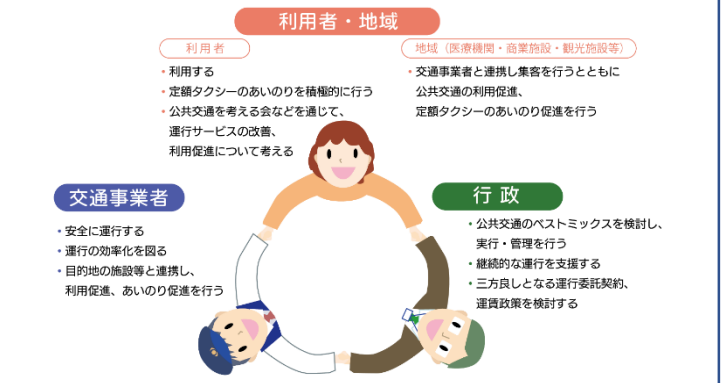 利用者・地域
利用者
・利用する
・定額タクシーのあいのりを積極的に行う
・公共交通を考える会などを通じて、
運行サービスの改善、
利用促進について考える
地域（医療機関・商業施設・観光施設等）
・交通事業者と連携し集客を行うとともに
公共交通の利用促進、
定額タクシーのあいのり促進を行う
交通事業者
・安全に運行する
・運行の効率化を図る
・目的地の施設等と連携し、
利用促進、あいのり促進を行う
行政
・公共交通のベストミックスを検討し、
実行・管理を行う
・継続的な運行を支援する
・三方良しとなる運行委託契約、
運賃政策を検討する